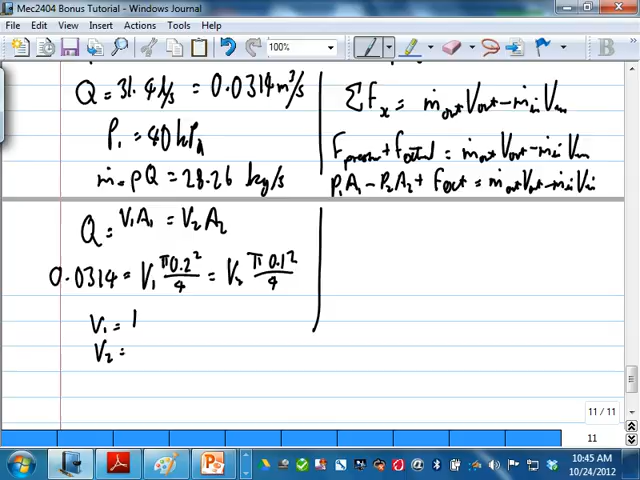 Mec2404 Bonus Tutorial - Windows Journal
File Edit View Insert Actions Tools Help
100%
B
Q = 31.4 l/s = 0.0314 m³/s
P₁ = 40 kPa
ṁ = ρQ = 28.26 kg/s
Q = V₁A₁ = V₂A₂
0.0314 = V₁ π0.2²/4 = V₂ π0.1²/4
V₁ = 1
V₂ =
ΣFₓ = ṁout Vout - ṁin Vin
ṁout Vout - ṁin Vin
P₁A₁ - P₂A₂ + = ṁout Vout - ṁin Vin
11 / 11
11
10:45 AM
10/24/2012